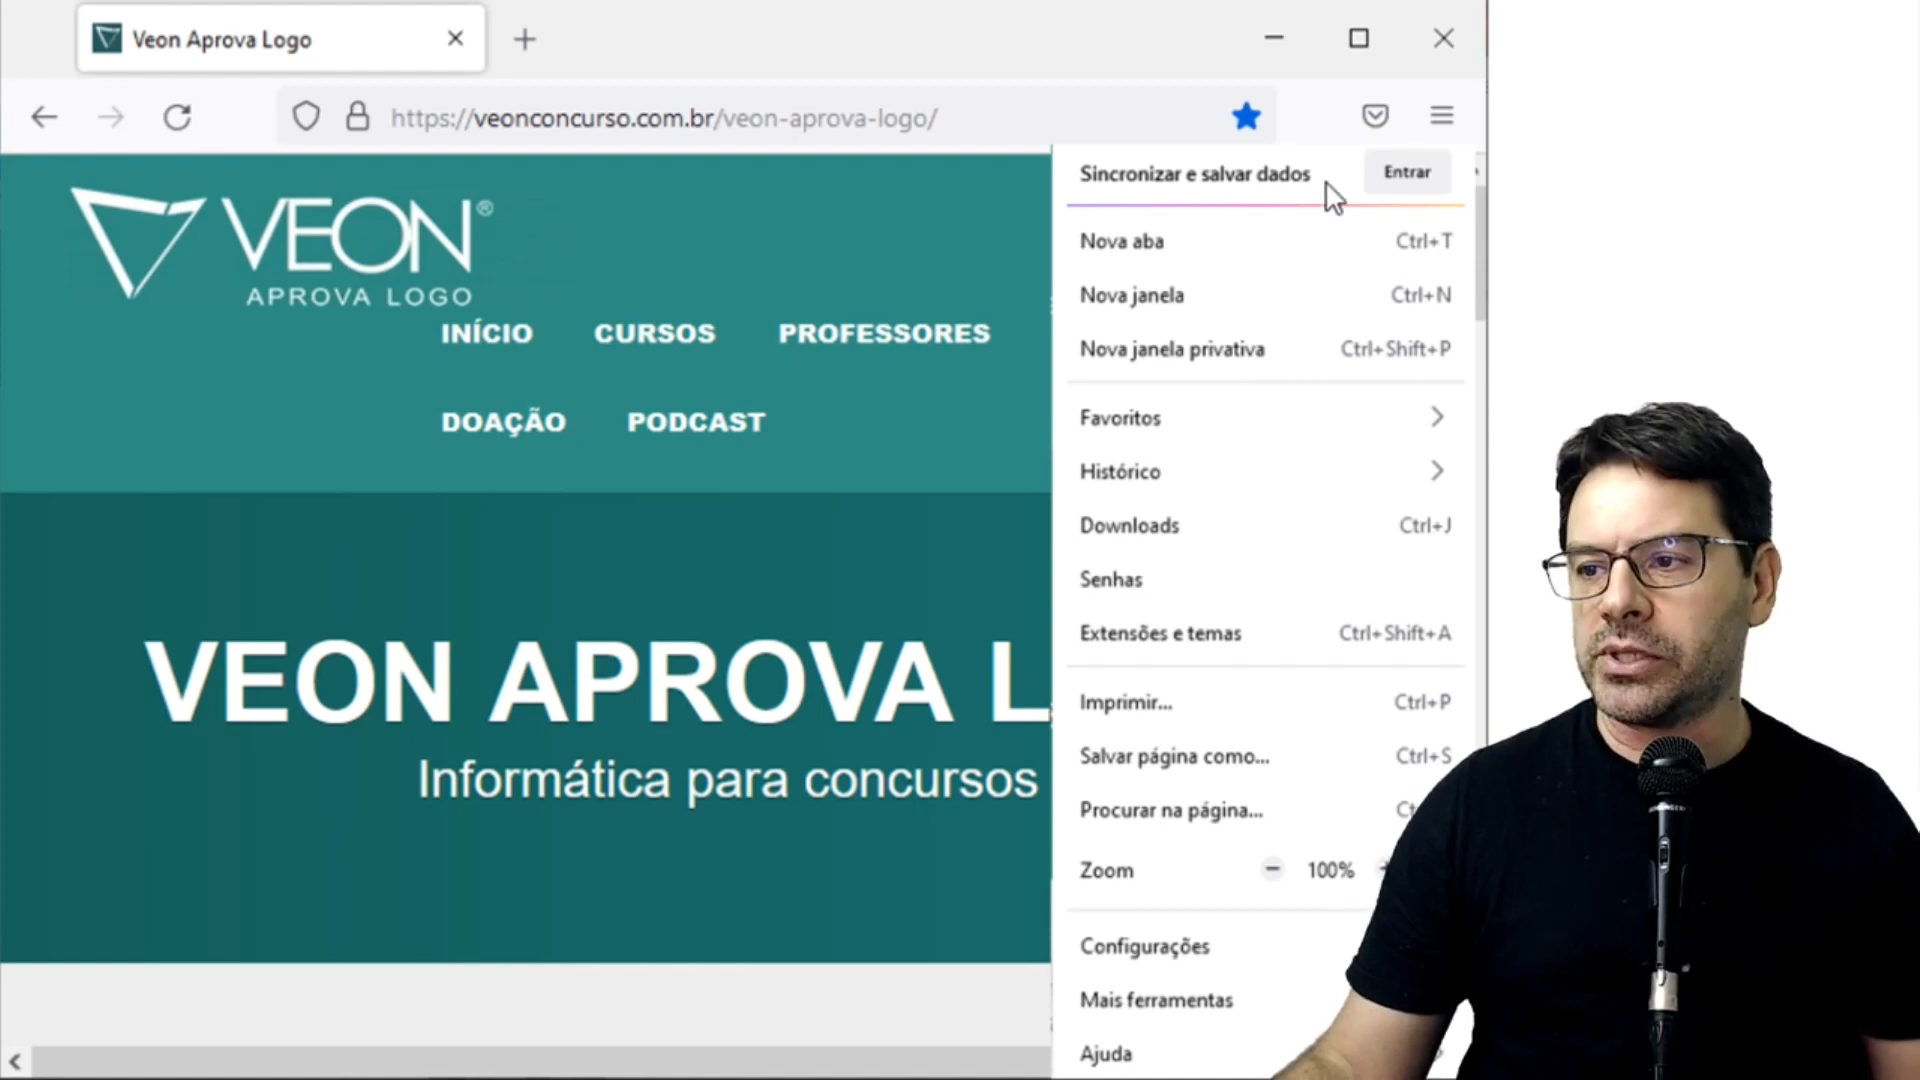 Veon Aprova Logo
https://veonconcurso.com.br/veon-aprova-logo/
Sincronizar e salvar dados Entrar
VEON®
APROVA LOGO
INÍCIO CURSOS PROFESSORES
DOAÇÃO PODCAST
VEON APROVA L
Informática para concursos
Nova aba Ctrl+T
Nova janela Ctrl+N
Nova janela privativa Ctrl+Shift+P
Favoritos
Histórico
Downloads Ctrl+J
Senhas
Extensões e temas Ctrl+Shift+A
Imprimir... Ctrl+P
Salvar página como... Ctrl+S
Procurar na página...
Zoom − 100%
Configurações
Mais ferramentas
Ajuda